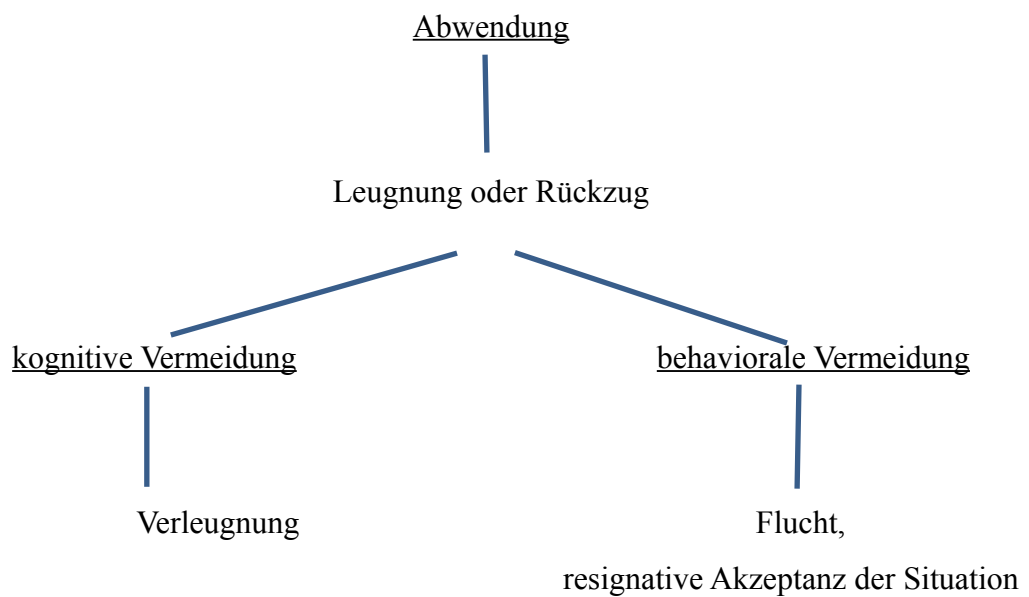 Abwendung
Leugnung oder Rückzug
kognitive Vermeidung
behaviorale Vermeidung
Verleugnung
Flucht,
resignative Akzeptanz der Situation